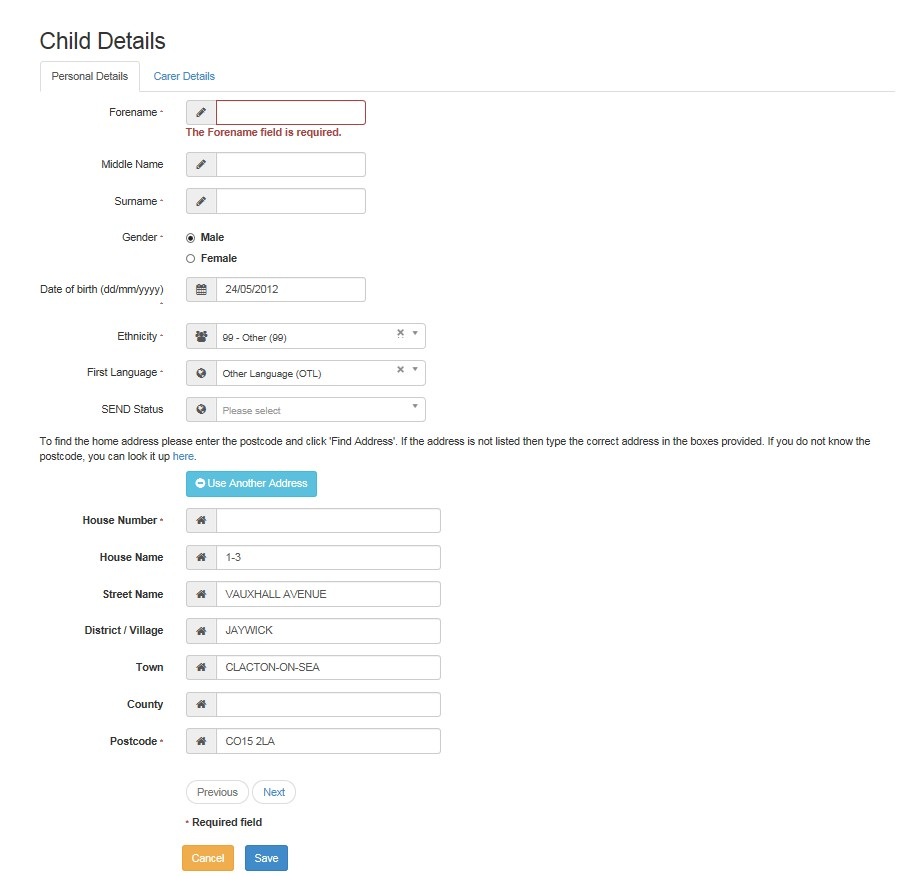 Child Details
Personal Details Carer Details
Forename *
The Forename field is required.
Middle Name
Surname *
Gender * Male
Female
Date of birth (dd/mm/yyyy) 24/05/2012
*
Ethnicity * 99 - Other (99)
First Language * Other Language (OTL)
SEND Status Please select
To find the home address please enter the postcode and click 'Find Address'. If the address is not listed then type the correct address in the boxes provided. If you do not know the
postcode, you can look it up here.
Use Another Address
House Number *
House Name 1-3
Street Name VAUXHALL AVENUE
District / Village JAYWICK
Town CLACTON-ON-SEA
County
Postcode * CO15 2LA
Previous Next
* Required field
Cancel Save